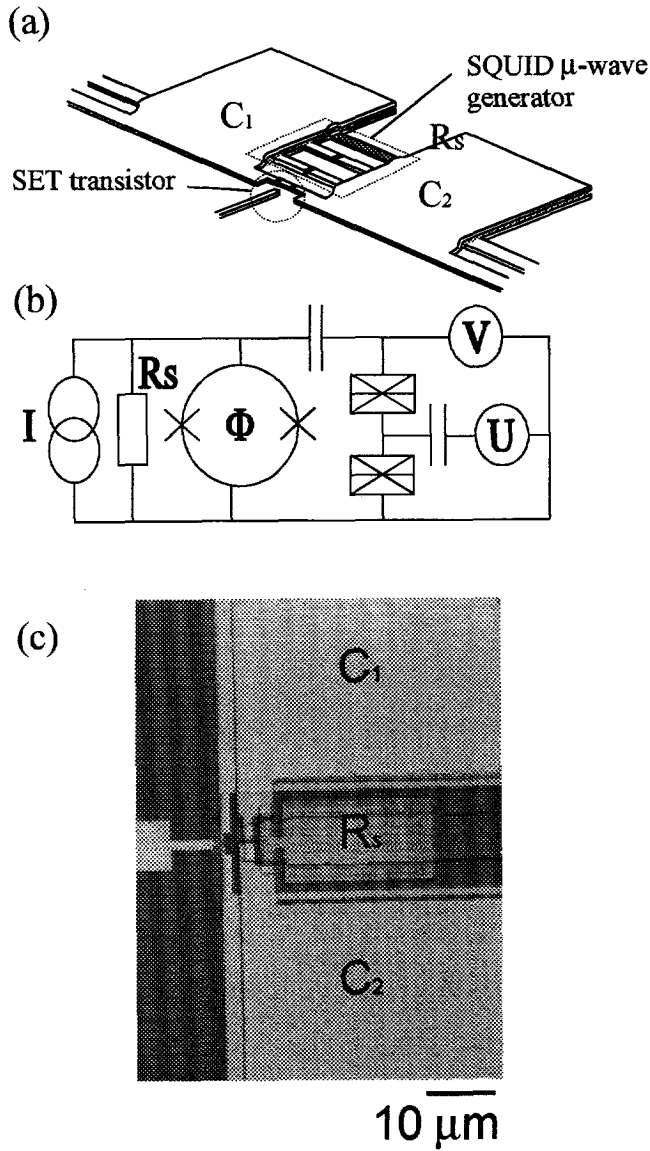 (a)
SQUID μ-wave
generator
C₁
Rs
SET transistor
C₂
(b)
Rs
V
I
Φ
U
(c)
C₁
Rₛ
C₂
10 μm